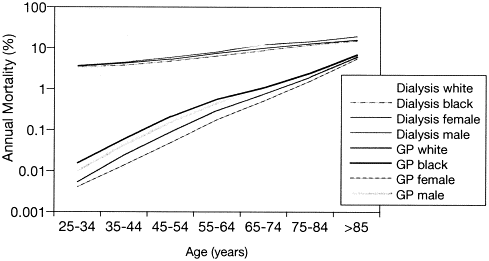 Annual Mortality (%)
100
10
1
0.1
0.01
0.001
25-34 35-44 45-54 55-64 65-74 75-84 >85
Age (years)
Dialysis white
Dialysis black
Dialysis female
Dialysis male
GP white
GP black
GP female
GP male